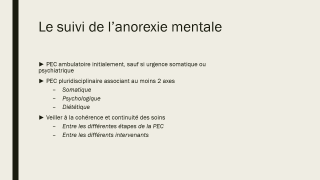 Le suivi de l’anorexie mentale
► PEC ambulatoire initialement, sauf si urgence somatique ou
psychiatrique
► PEC pluridisciplinaire associant au moins 2 axes
– Somatique
– Psychologique
– Diététique
► Veiller à la cohérence et continuité des soins
– Entre les différentes étapes de la PEC
– Entre les différents intervenants